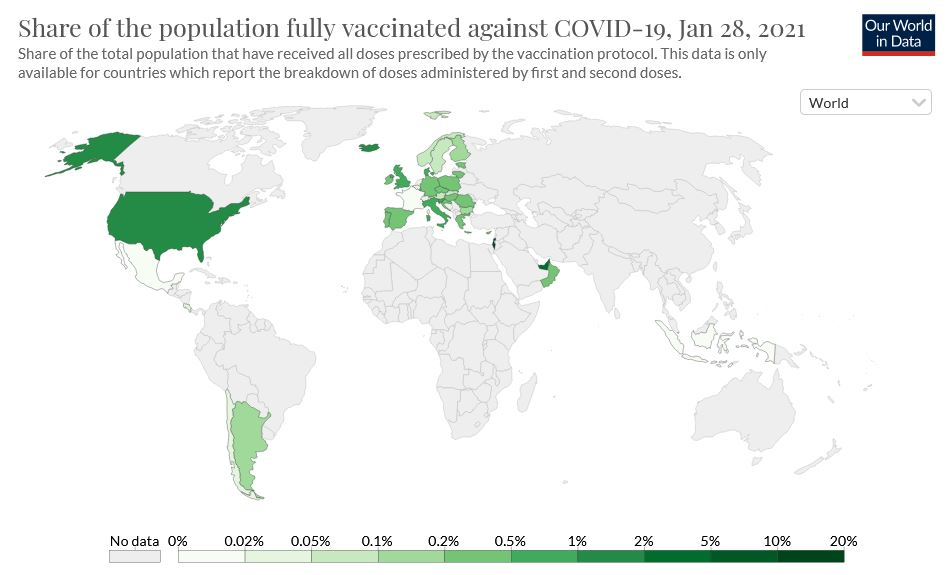 Share of the population fully vaccinated against COVID-19, Jan 28, 2021
Share of the total population that have received all doses prescribed by the vaccination protocol. This data is only
available for countries which report the breakdown of doses administered by first and second doses.
Our World
in Data
World
No data 0% 0.02% 0.05% 0.1% 0.2% 0.5% 1% 2% 5% 10% 20%